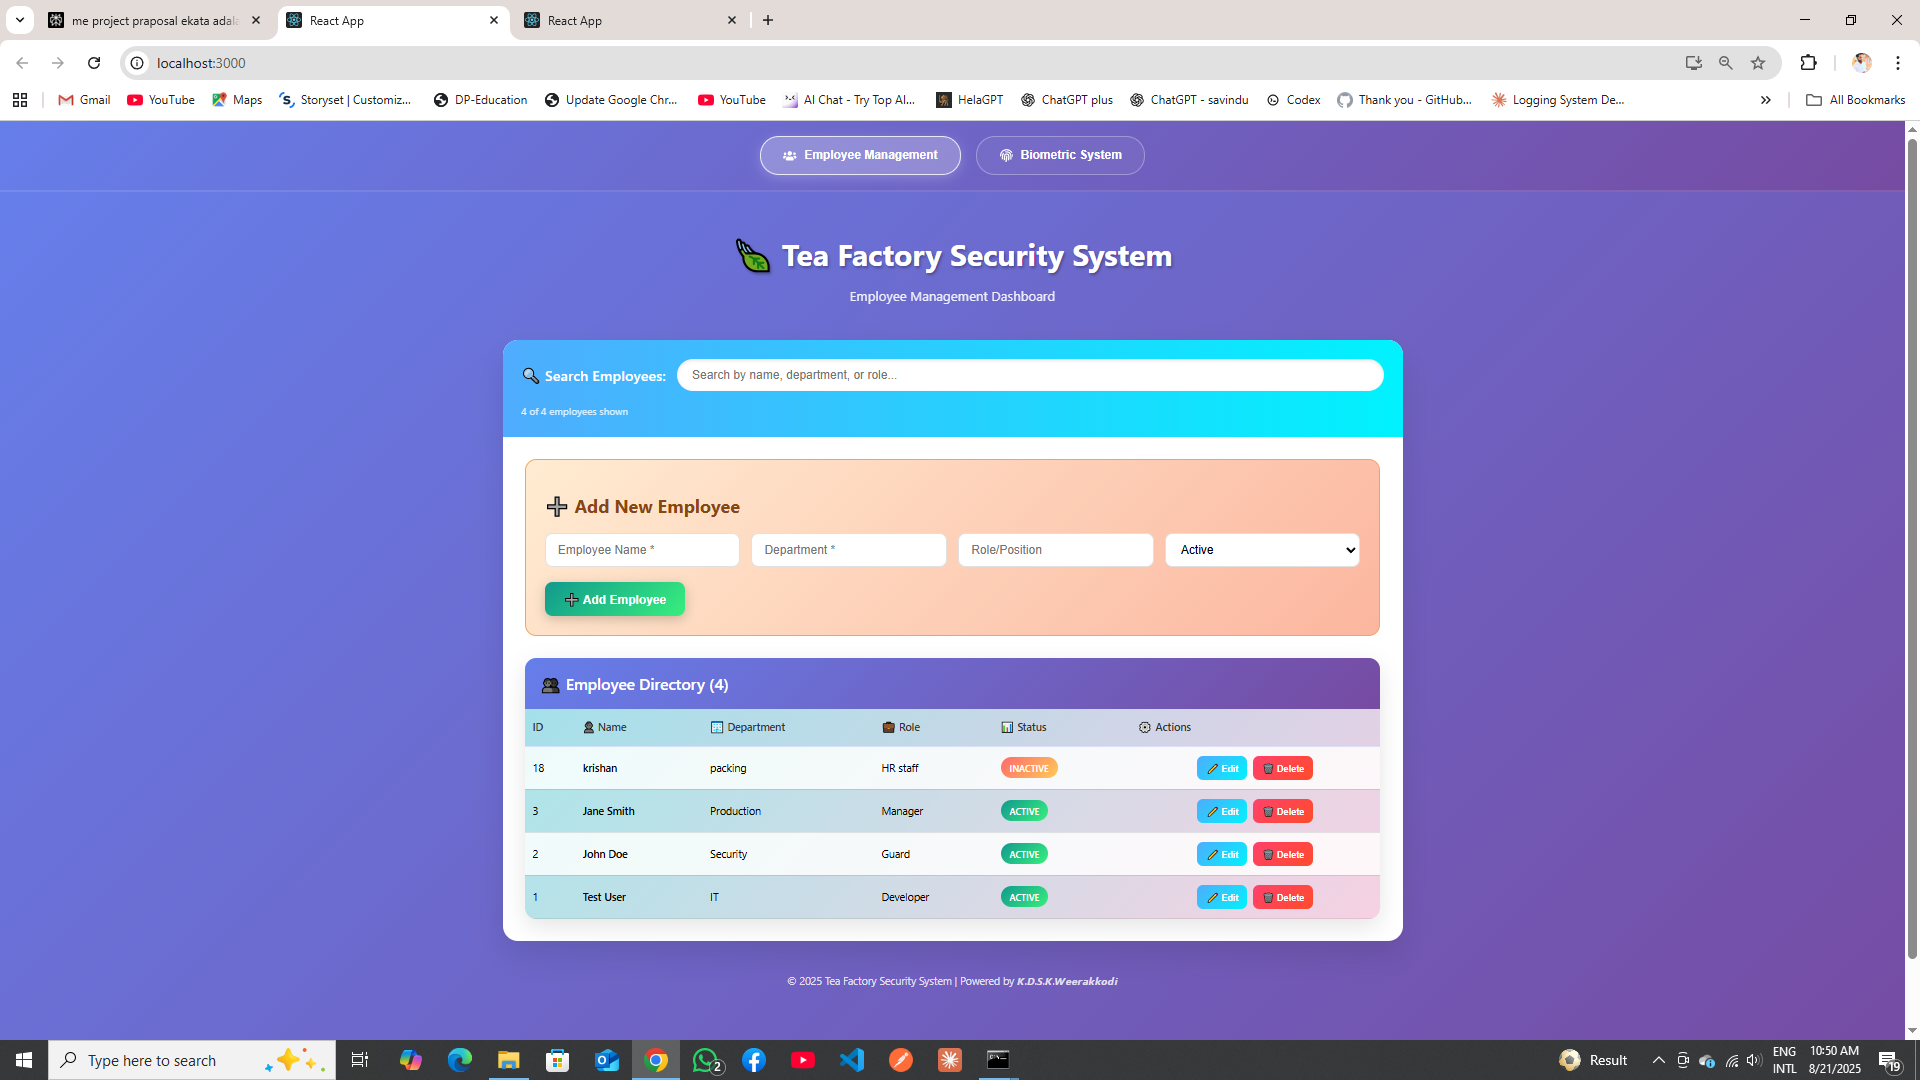 me project praposal ekata adala
React App
React App
localhost:3000
Gmail
YouTube
Maps
Storyset | Customiz...
DP-Education
Update Google Chr...
YouTube
AI Chat - Try Top AI...
HelaGPT
ChatGPT plus
ChatGPT - savindu
Codex
Thank you - GitHub...
Logging System De...
All Bookmarks
Employee Management
Biometric System
Tea Factory Security System
Employee Management Dashboard
Search Employees:
Search by name, department, or role...
4 of 4 employees shown
Add New Employee
Employee Name *
Department *
Role/Position
Active
Add Employee
Employee Directory (4)
ID Name Department Role Status Actions
18 krishan packing HR staff INACTIVE Edit Delete
3 Jane Smith Production Manager ACTIVE Edit Delete
2 John Doe Security Guard ACTIVE Edit Delete
1 Test User IT Developer ACTIVE Edit Delete
© 2025 Tea Factory Security System | Powered by K.D.S.K.Weerakkodi
Type here to search
2
Result
ENG
INTL
10:50 AM
8/21/2025
19